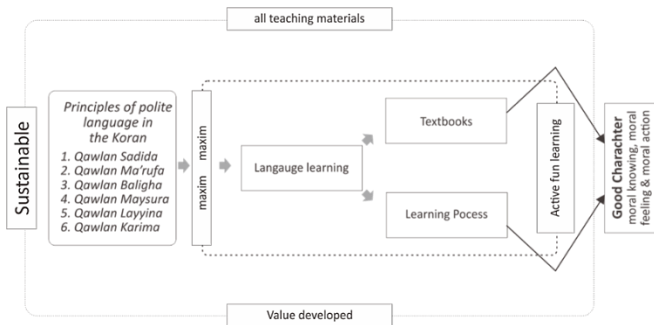 all teaching materials
Sustainable
Principles of polite
language in
the Koran
1. Qawlan Sadida
2. Qawlan Ma'rufa
3. Qawlan Baligha
4. Qawlan Maysura
5. Qawlan Layyina
6. Qawlan Karima
maxim maxim
Langauge learning
Textbooks
Learning Pocess
Active fun learning
Good Charachter
moral knowing, moral
feeling & moral action
Value developed